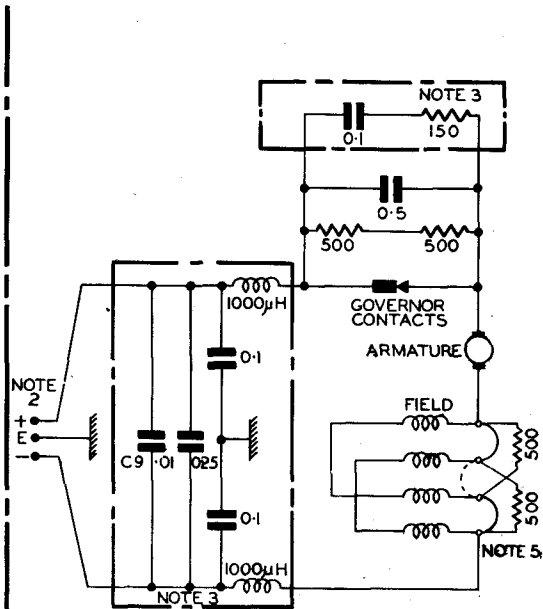 NOTE 3
0·1
150
0·5
500
500
1000µH
GOVERNOR
CONTACTS
0·1
ARMATURE
NOTE
2
+
E
−
FIELD
C9 ·01
·025
500
500
0·1
1000µH
NOTE 3
NOTE 5